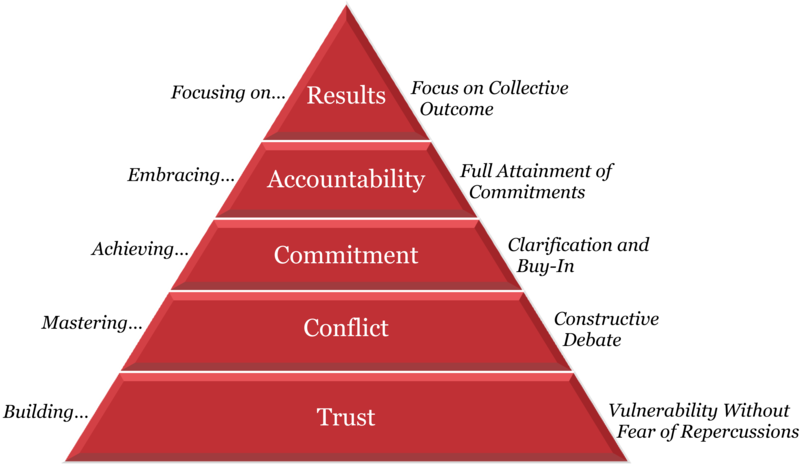 Focusing on...
Results
Focus on Collective
Outcome
Embracing...
Accountability
Full Attainment of
Commitments
Achieving...
Commitment
Clarification and
Buy-In
Mastering...
Conflict
Constructive
Debate
Building...
Trust
Vulnerability Without
Fear of Repercussions